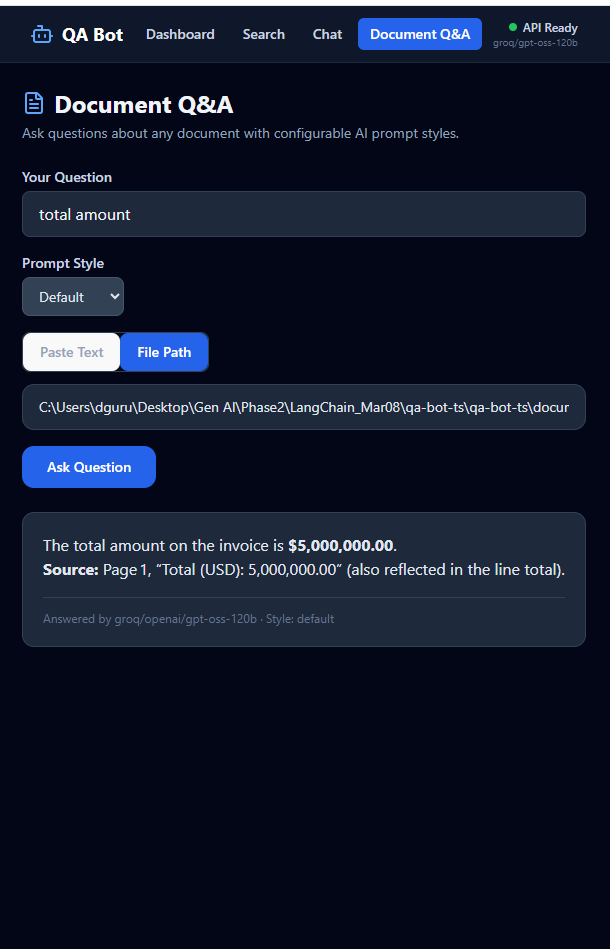 QA Bot Dashboard Search Chat Document Q&A API Ready
groq/gpt-oss-120b
Document Q&A
Ask questions about any document with configurable AI prompt styles.
Your Question
total amount
Prompt Style
Default
Paste Text File Path
C:\Users\dguru\Desktop\Gen AI\Phase2\LangChain_Mar08\qa-bot-ts\qa-bot-ts\docur
Ask Question
The total amount on the invoice is $5,000,000.00.
Source: Page 1, “Total (USD): 5,000,000.00” (also reflected in the line total).
Answered by groq/openai/gpt-oss-120b · Style: default